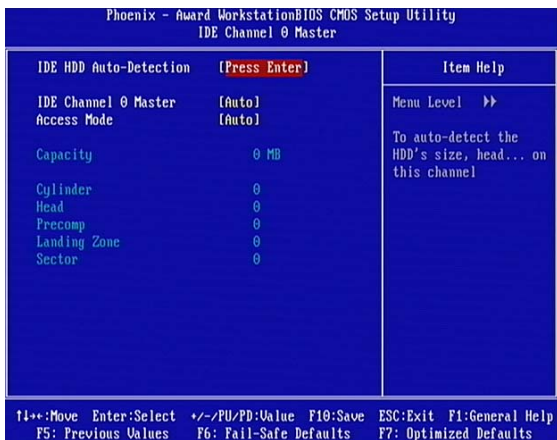 Phoenix - Award WorkstationBIOS CMOS Setup Utility
IDE Channel 0 Master
IDE HDD Auto-Detection [Press Enter]
IDE Channel 0 Master [Auto]
Access Mode [Auto]
Capacity 0 MB
Cylinder 0
Head 0
Precomp 0
Landing Zone 0
Sector 0
Item Help
Menu Level ▸▸
To auto-detect the
HDD's size, head... on
this channel
↑↓→←:Move Enter:Select +/-/PU/PD:Value F10:Save ESC:Exit F1:General Help
F5: Previous Values F6: Fail-Safe Defaults F7: Optimized Defaults